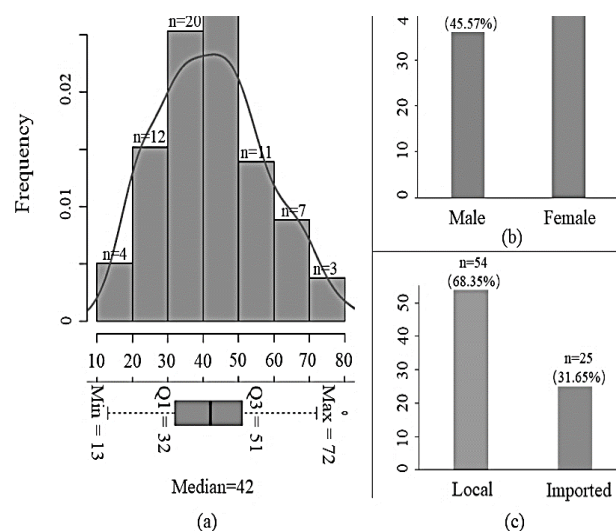 n=20
0.02
n=12
n=11
Frequency
0.01
n=7
n=4
n=3
0
10 20 30 40 50 60 70 80
Min = 13
Q1 = 32
Q3 = 51
Max = 72
Median=42
(a)
4
(45.57%)
30
20
10
0
Male Female
(b)
n=54
(68.35%)
50
n=25
(31.65%)
40
30
20
10
0
Local Imported
(c)